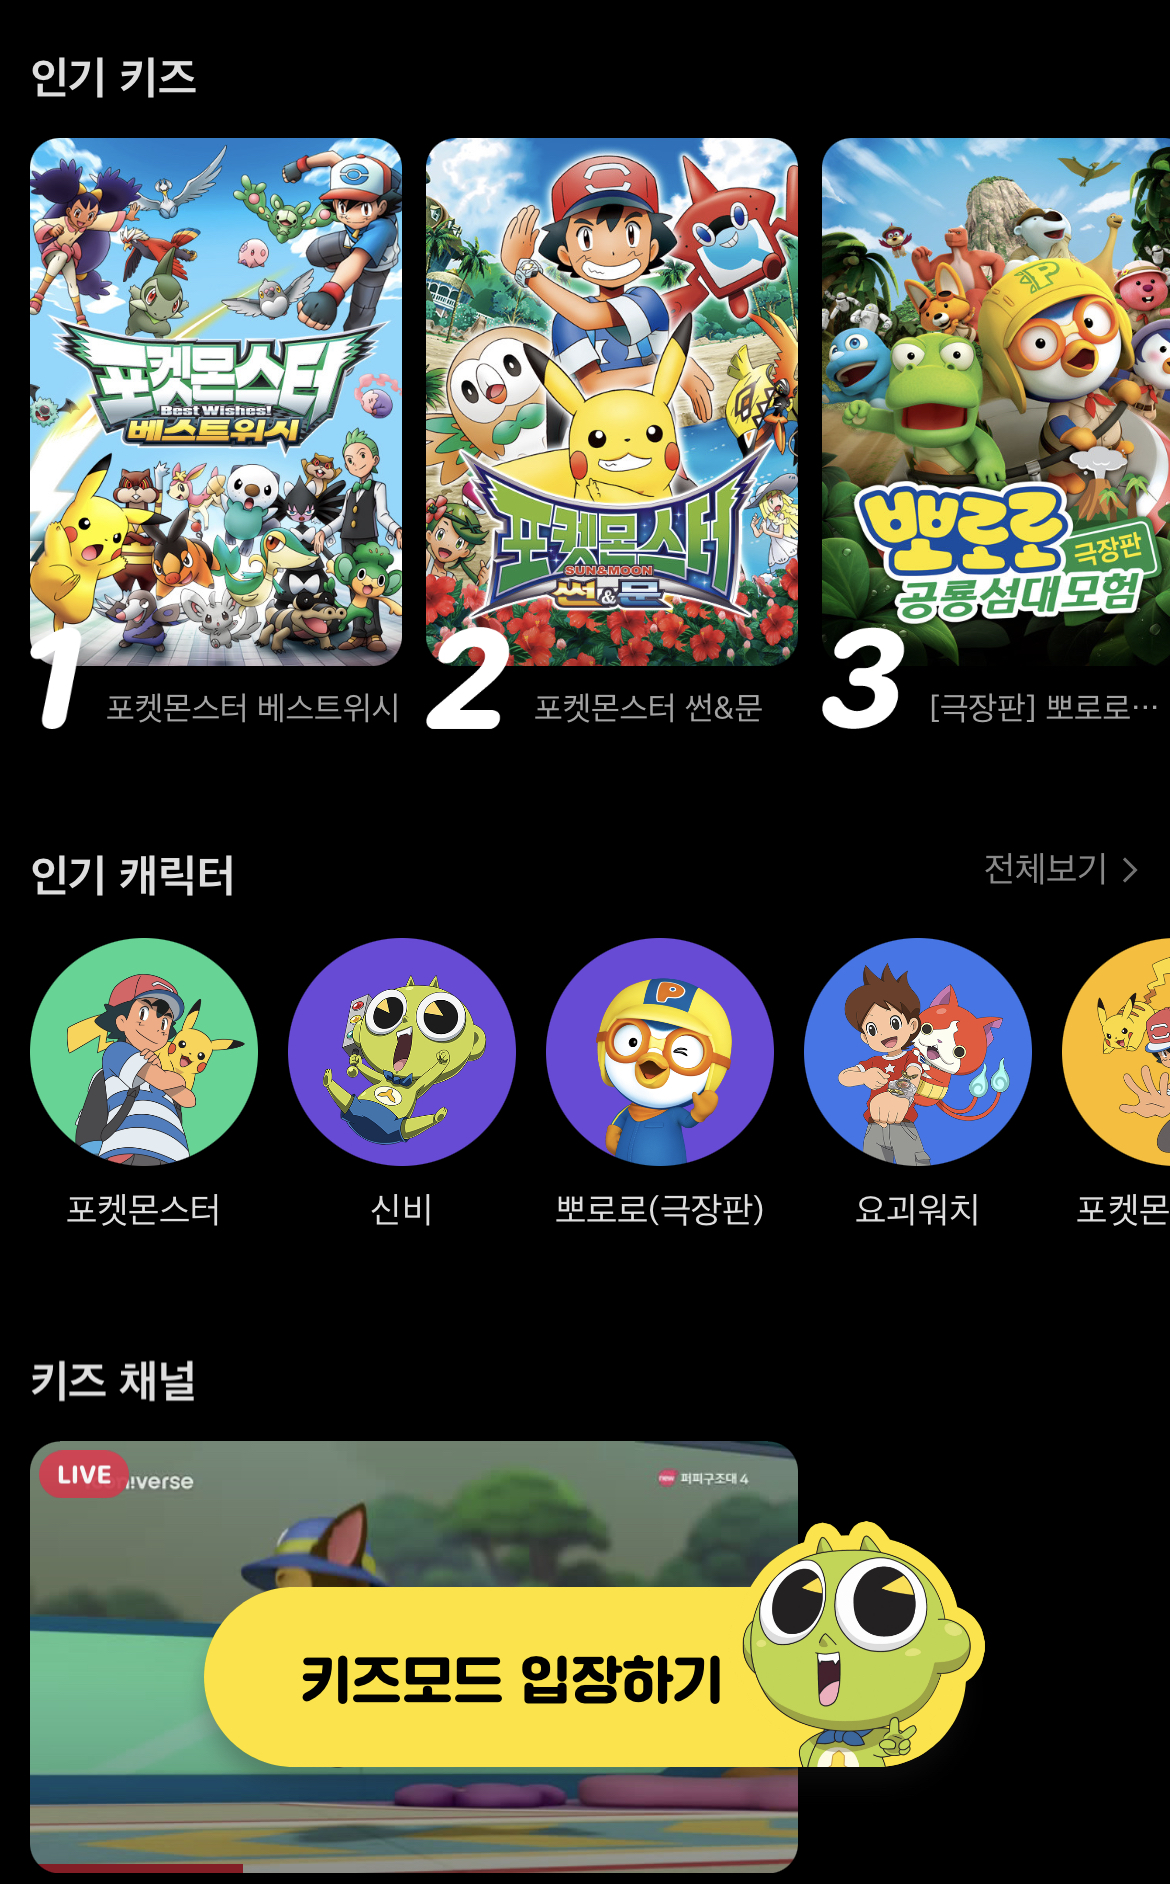 인기 키즈
포켓몬스터
Best Wishes!
베스트위시
포켓몬스터
SUN&MOON
썬&문
P
뽀로로
극장판
공룡섬대모험
1
포켓몬스터 베스트위시
2
포켓몬스터 썬&문
3
[극장판] 뽀로로…
인기 캐릭터
전체보기 >
P
포켓몬스터
신비
뽀로로(극장판)
요괴워치
포켓몬
키즈 채널
LIVE
n!verse
new 퍼피구조대 4
키즈모드 입장하기